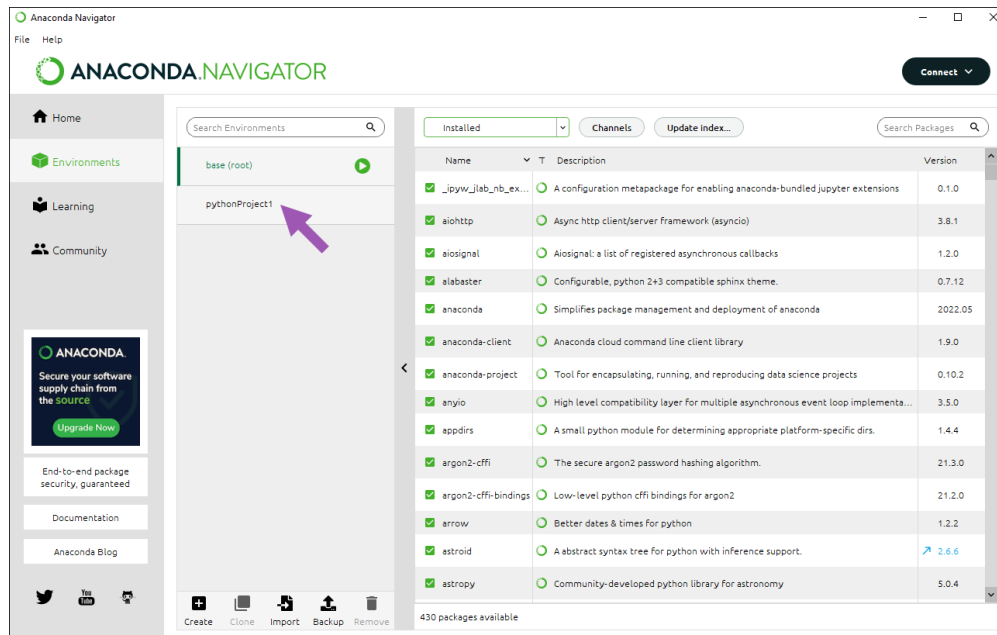 Anaconda Navigator
File Help
ANACONDA.NAVIGATOR
Connect
Home
Environments
Learning
Community
ANACONDA.
Secure your software
supply chain from
the source
Upgrade Now
End-to-end package
security, guaranteed
Documentation
Anaconda Blog
You
Tube
Search Environments
base (root)
pythonProject1
Create Clone Import Backup Remove
Installed Channels Update index... Search Packages
Name T Description Version
_ipyw_jlab_nb_ex... A configuration metapackage for enabling anaconda-bundled jupyter extensions 0.1.0
aiohttp Async http client/server framework (asyncio) 3.8.1
aiosignal Aiosignal: a list of registered asynchronous callbacks 1.2.0
alabaster Configurable, python 2+3 compatible sphinx theme. 0.7.12
anaconda Simplifies package management and deployment of anaconda 2022.05
anaconda-client Anaconda cloud command line client library 1.9.0
anaconda-project Tool for encapsulating, running, and reproducing data science projects 0.10.2
anyio High level compatibility layer for multiple asynchronous event loop implementa... 3.5.0
appdirs A small python module for determining appropriate platform-specific dirs. 1.4.4
argon2-cffi The secure argon2 password hashing algorithm. 21.3.0
argon2-cffi-bindings Low-level python cffi bindings for argon2 21.2.0
arrow Better dates & times for python 1.2.2
astroid A abstract syntax tree for python with inference support. 2.6.6
astropy Community-developed python library for astronomy 5.0.4
430 packages available